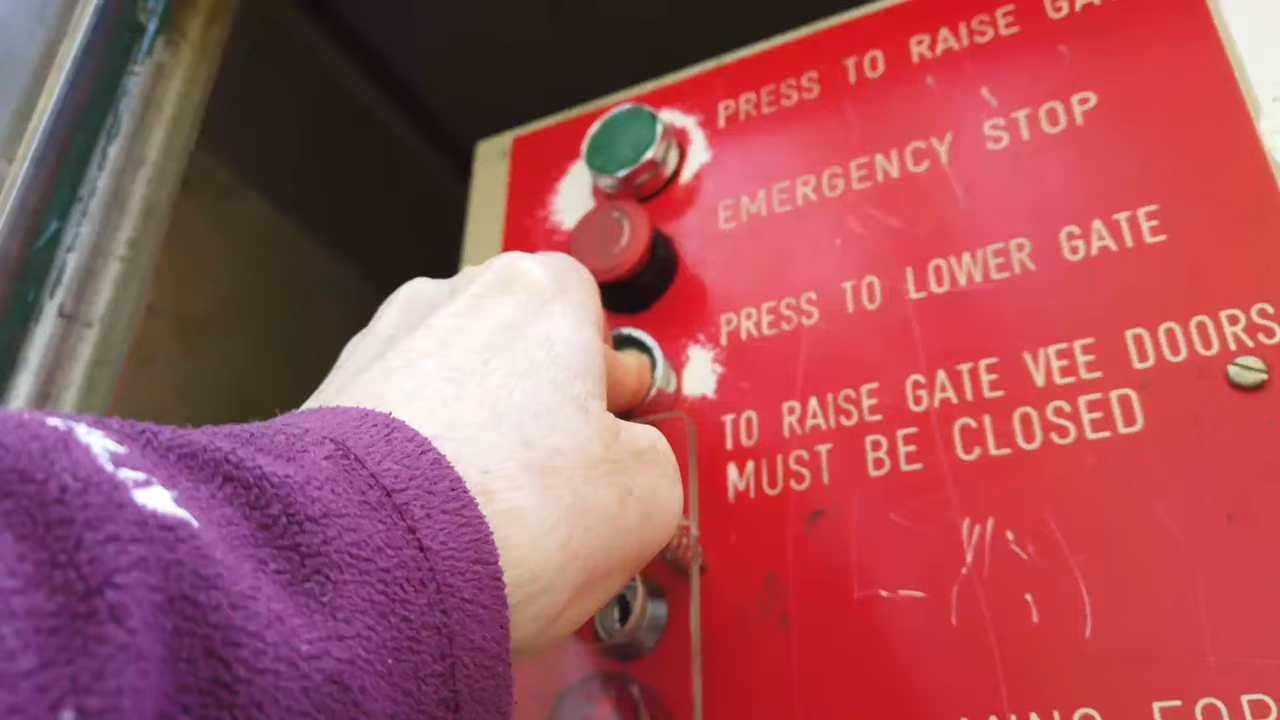 PRESS TO RAISE
EMERGENCY STOP
PRESS TO LOWER GATE
TO RAISE GATE VEE DOORS
MUST BE CLOSED